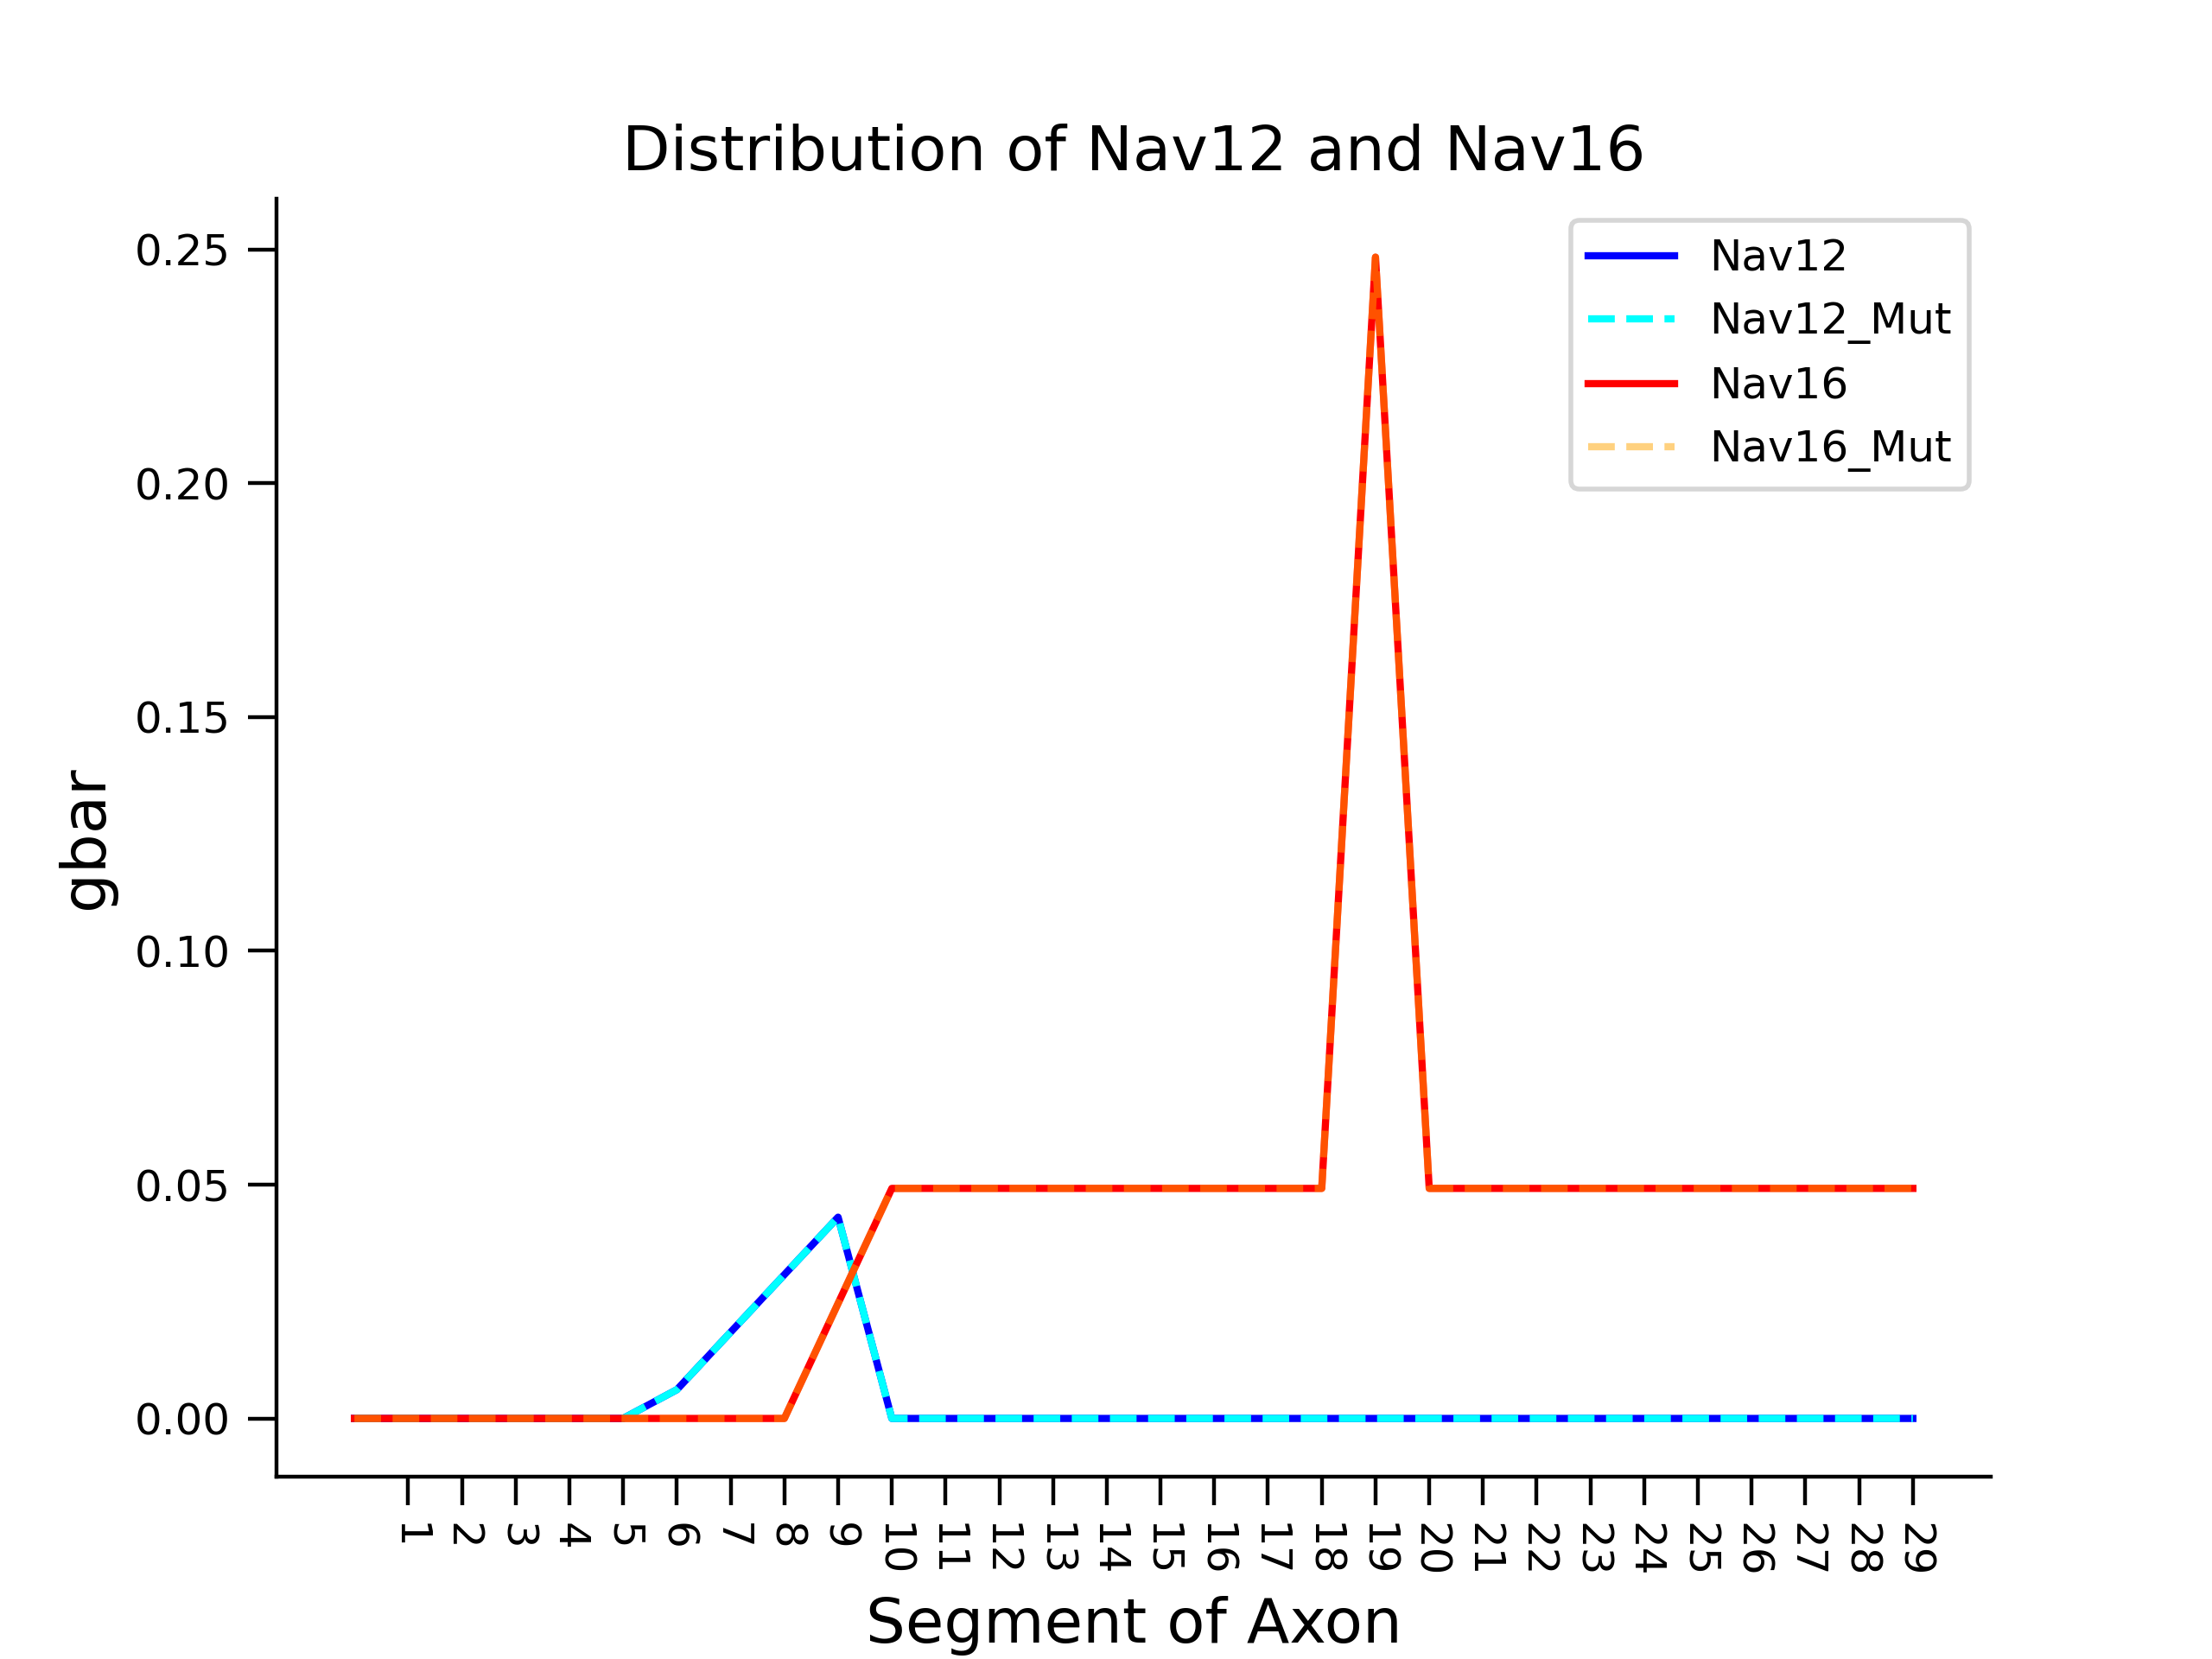 Distribution of Nav12 and Nav16
Nav12
Nav12_Mut
Nav16
Nav16_Mut
gbar
0.25
0.20
0.15
0.10
0.05
0.00
1 2 3 4 5 6 7 8 9 10 11 12 13 14 15 16 17 18 19 20 21 22 23 24 25 26 27 28 29
Segment of Axon